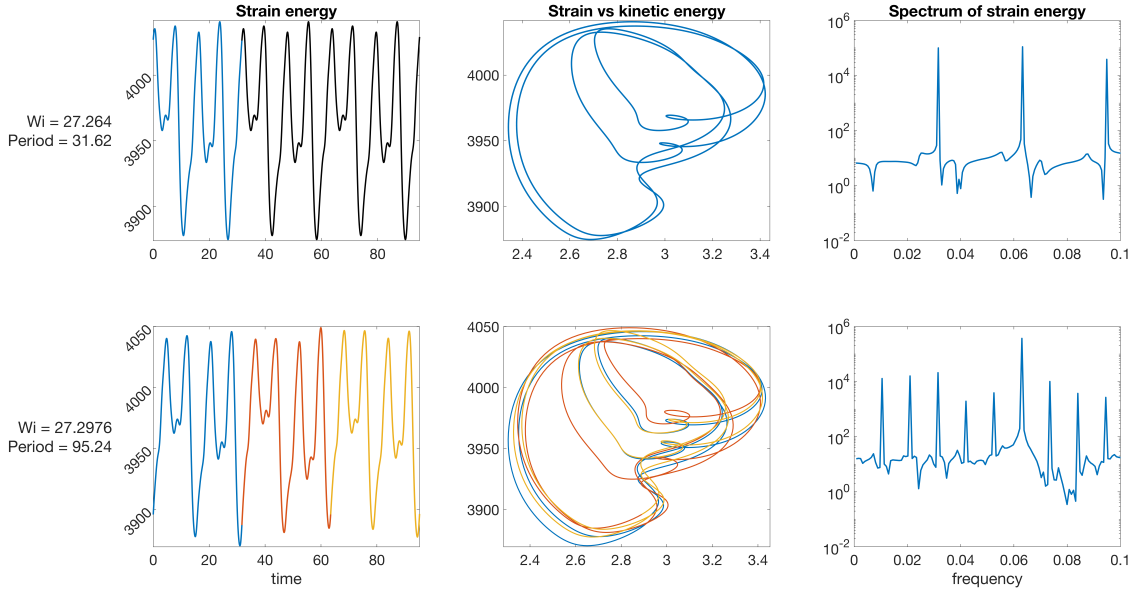 Strain energy
Strain vs kinetic energy
Spectrum of strain energy
Wi = 27.264
Period = 31.62
4000
3950
3900
0 20 40 60 80
4000
3950
3900
2.4 2.6 2.8 3 3.2 3.4
10^6
10^4
10^2
10^0
10^-2
0 0.02 0.04 0.06 0.08 0.1
Wi = 27.2976
Period = 95.24
4050
4000
3950
3900
0 20 40 60 80
time
4050
4000
3950
3900
2.4 2.6 2.8 3 3.2 3.4
10^6
10^4
10^2
10^0
10^-2
0 0.02 0.04 0.06 0.08 0.1
frequency